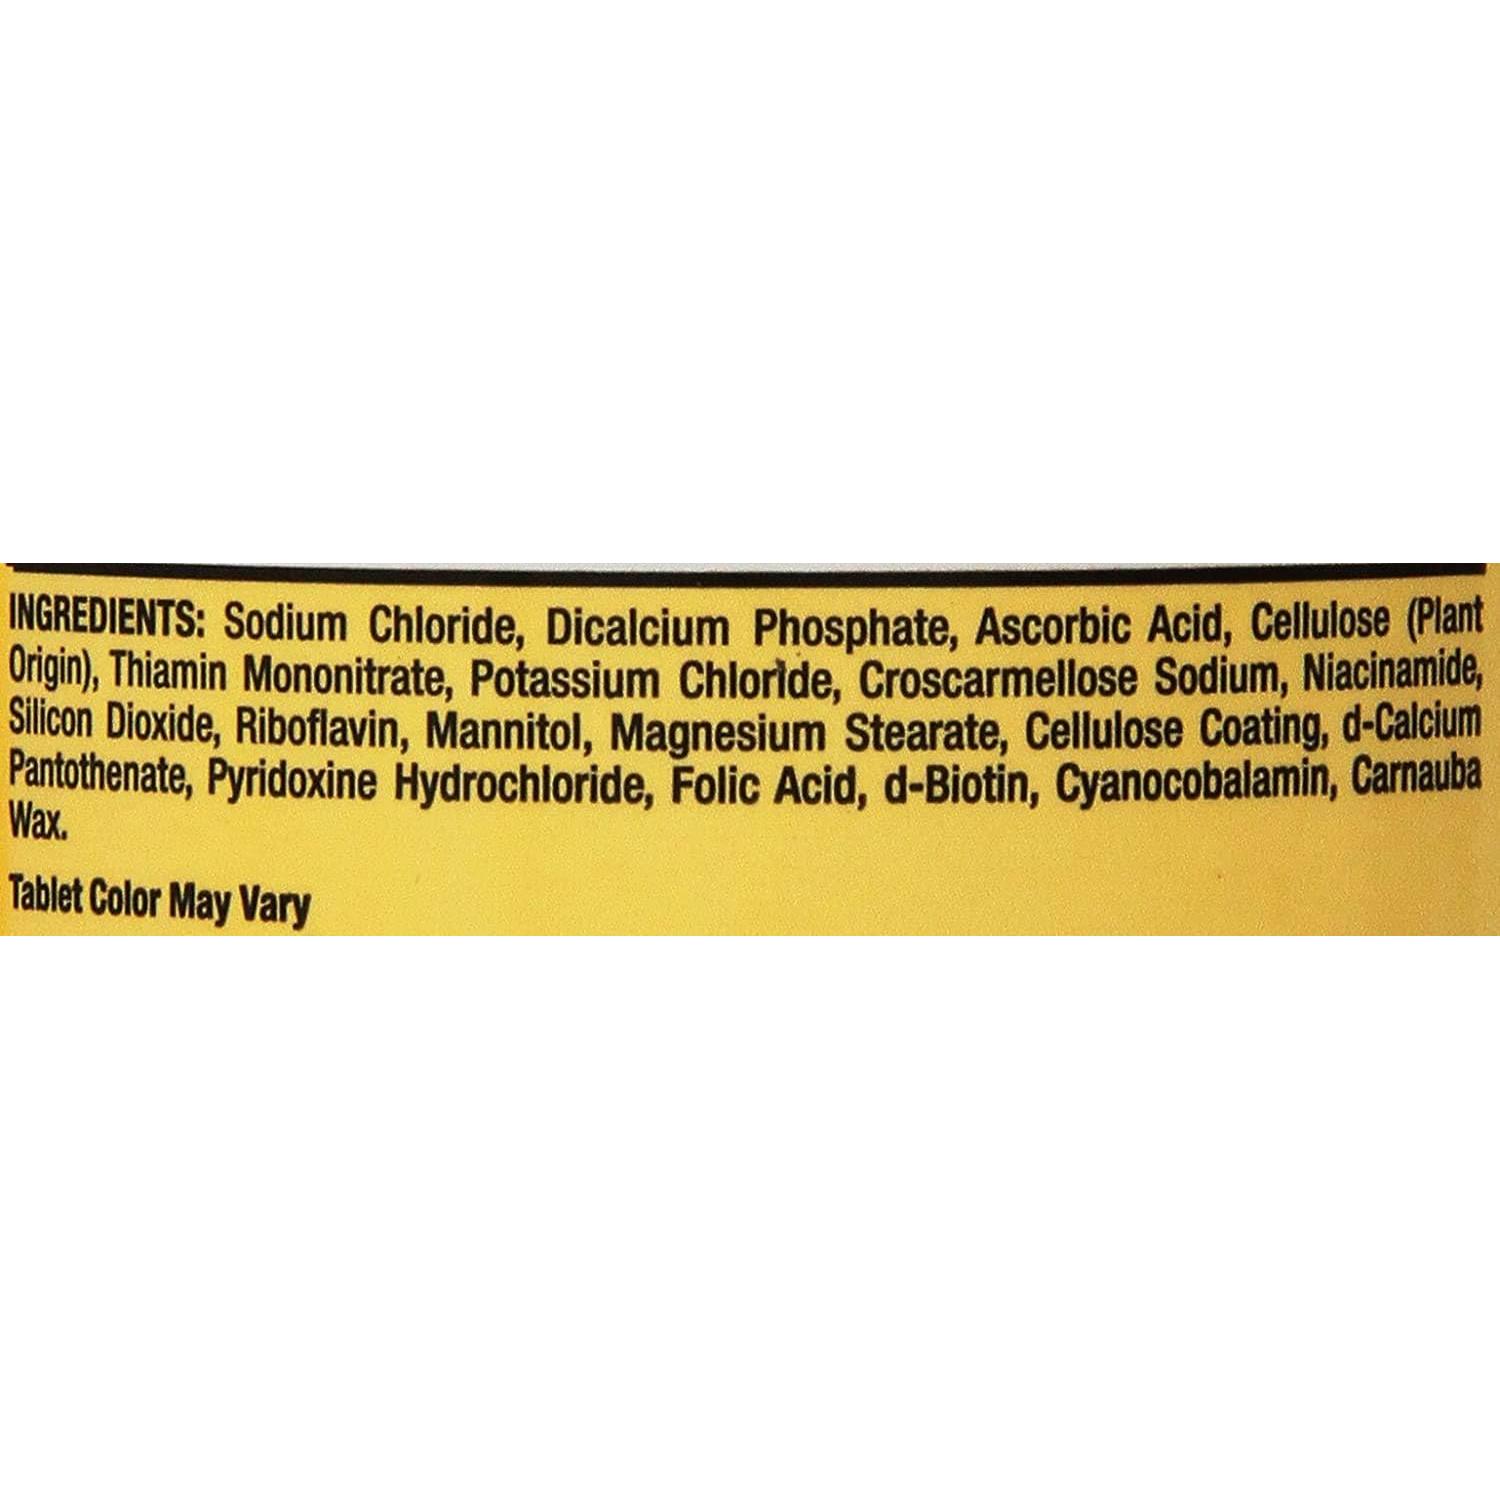 INGREDIENTS: Sodium Chloride, Dicalcium Phosphate, Ascorbic Acid, Cellulose (Plant
Origin), Thiamin Mononitrate, Potassium Chloride, Croscarmellose Sodium, Niacinamide,
Silicon Dioxide, Riboflavin, Mannitol, Magnesium Stearate, Cellulose Coating, d-Calcium
Pantothenate, Pyridoxine Hydrochloride, Folic Acid, d-Biotin, Cyanocobalamin, Carnauba
Wax.
Tablet Color May Vary